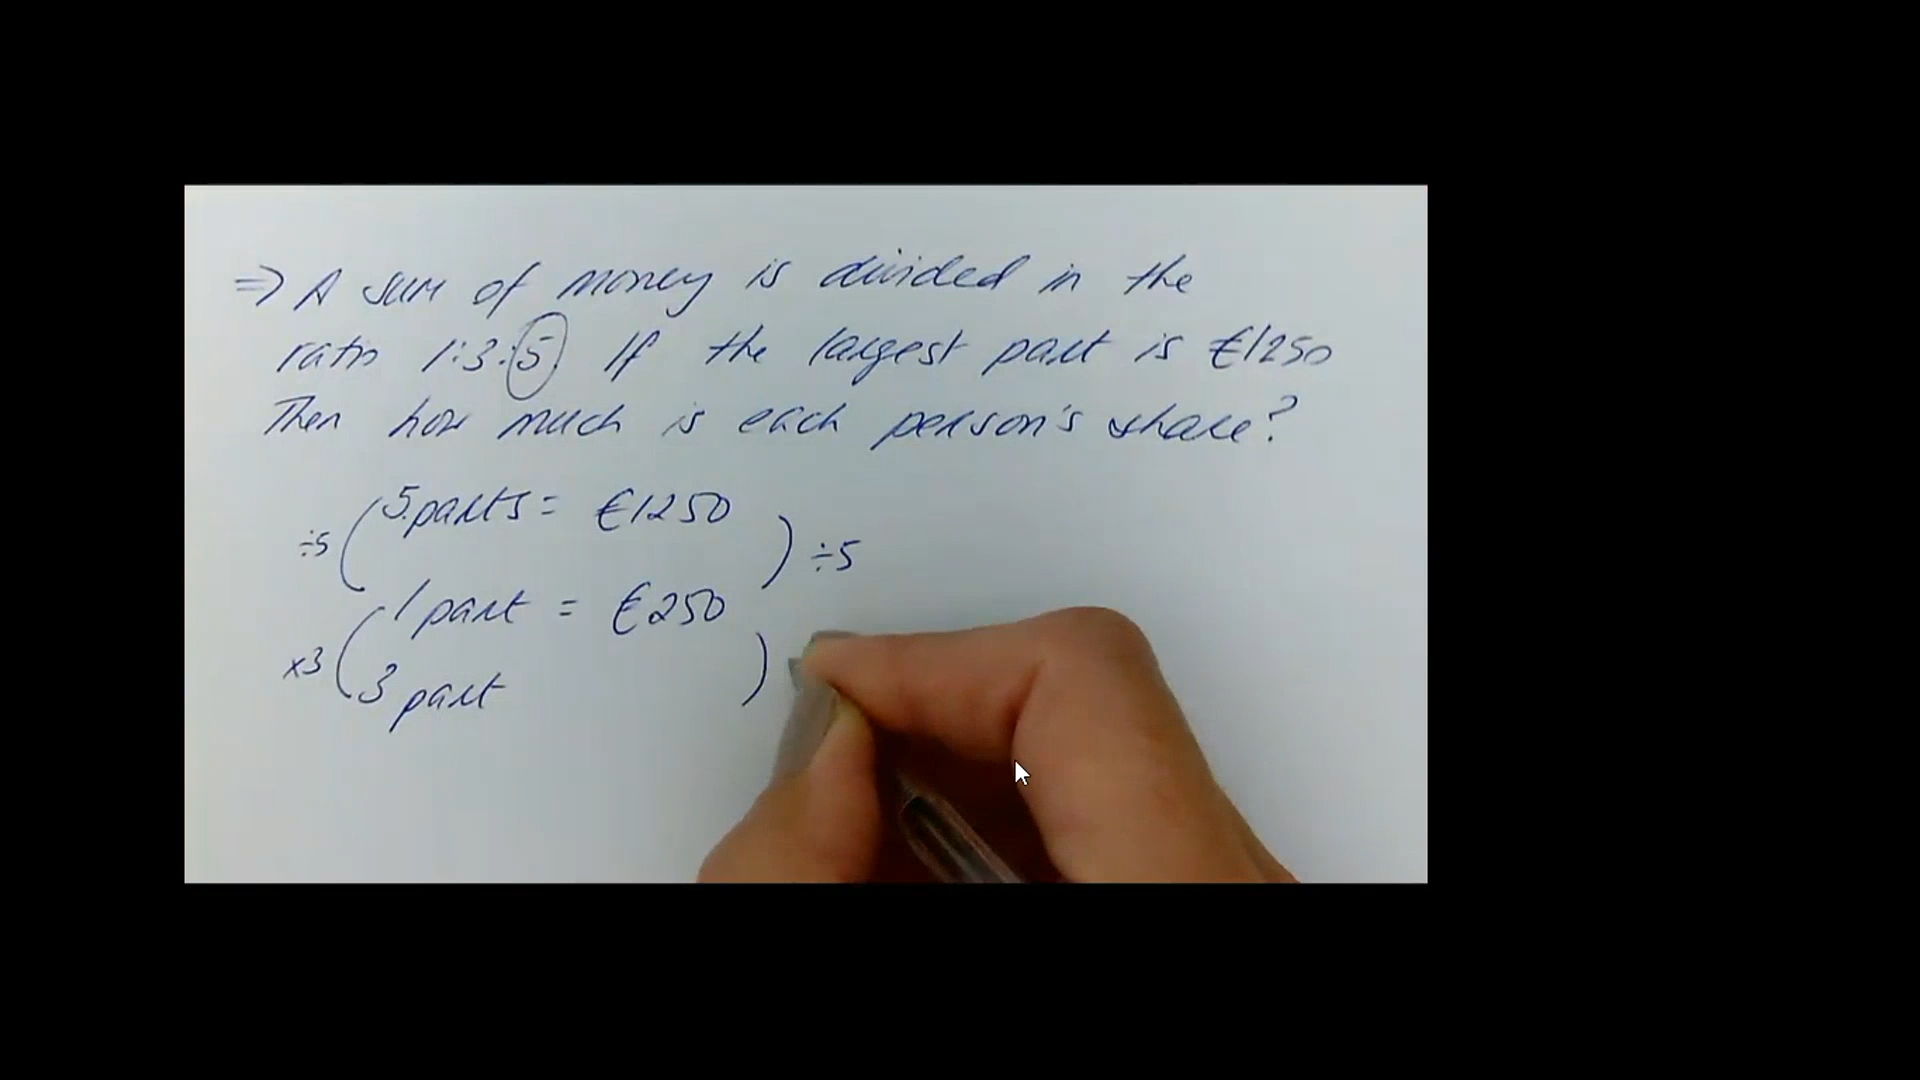 ⇒ A sum of money is divided in the
ratio 1:3:5. If the largest part is €1250
Then how much is each person's share?
5 parts = €1250
÷5 ( ) ÷5
1 part = €250
×3 ( )
3 part